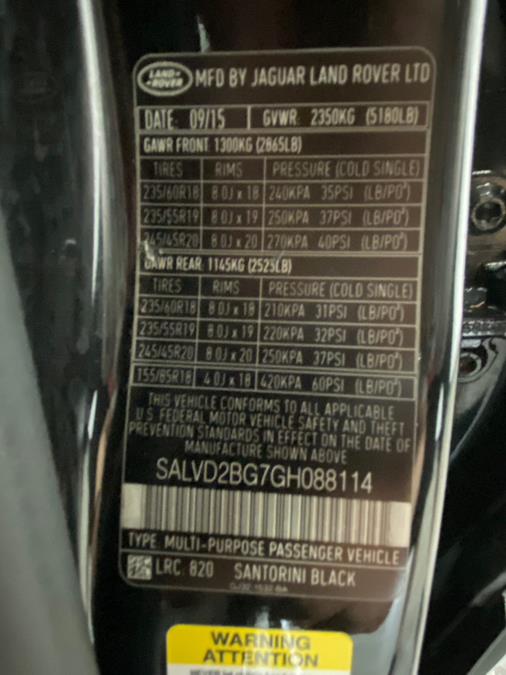 LAND ROVER MFD BY JAGUAR LAND ROVER LTD
DATE: 09/15 GVWR: 2350KG (5180LB)
GAWR FRONT 1300KG (2865LB)
TIRES RIMS PRESSURE (COLD SINGLE)
235/60R18 8.0J x 18 240KPA 35PSI (LB/PO²)
235/55R19 8.0J x 19 250KPA 37PSI (LB/PO²)
245/45R20 8.0J x 20 270KPA 40PSI (LB/PO²)
GAWR REAR 1145KG (2525LB)
TIRES RIMS PRESSURE (COLD SINGLE)
235/60R18 8.0J x 18 210KPA 31PSI (LB/PO²)
235/55R19 8.0J x 19 220KPA 32PSI (LB/PO²)
245/45R20 8.0J x 20 250KPA 37PSI (LB/PO²)
155/85R18 4.0J x 18 420KPA 60PSI (LB/PO²)
THIS VEHICLE CONFORMS TO ALL APPLICABLE
U.S. FEDERAL MOTOR VEHICLE SAFETY AND THEFT
PREVENTION STANDARDS IN EFFECT ON THE DATE OF
MANUFACTURE SHOWN ABOVE
SALVD2BG7GH088114
TYPE: MULTI-PURPOSE PASSENGER VEHICLE
LRC: 820 SANTORINI BLACK
WARNING
ATTENTION